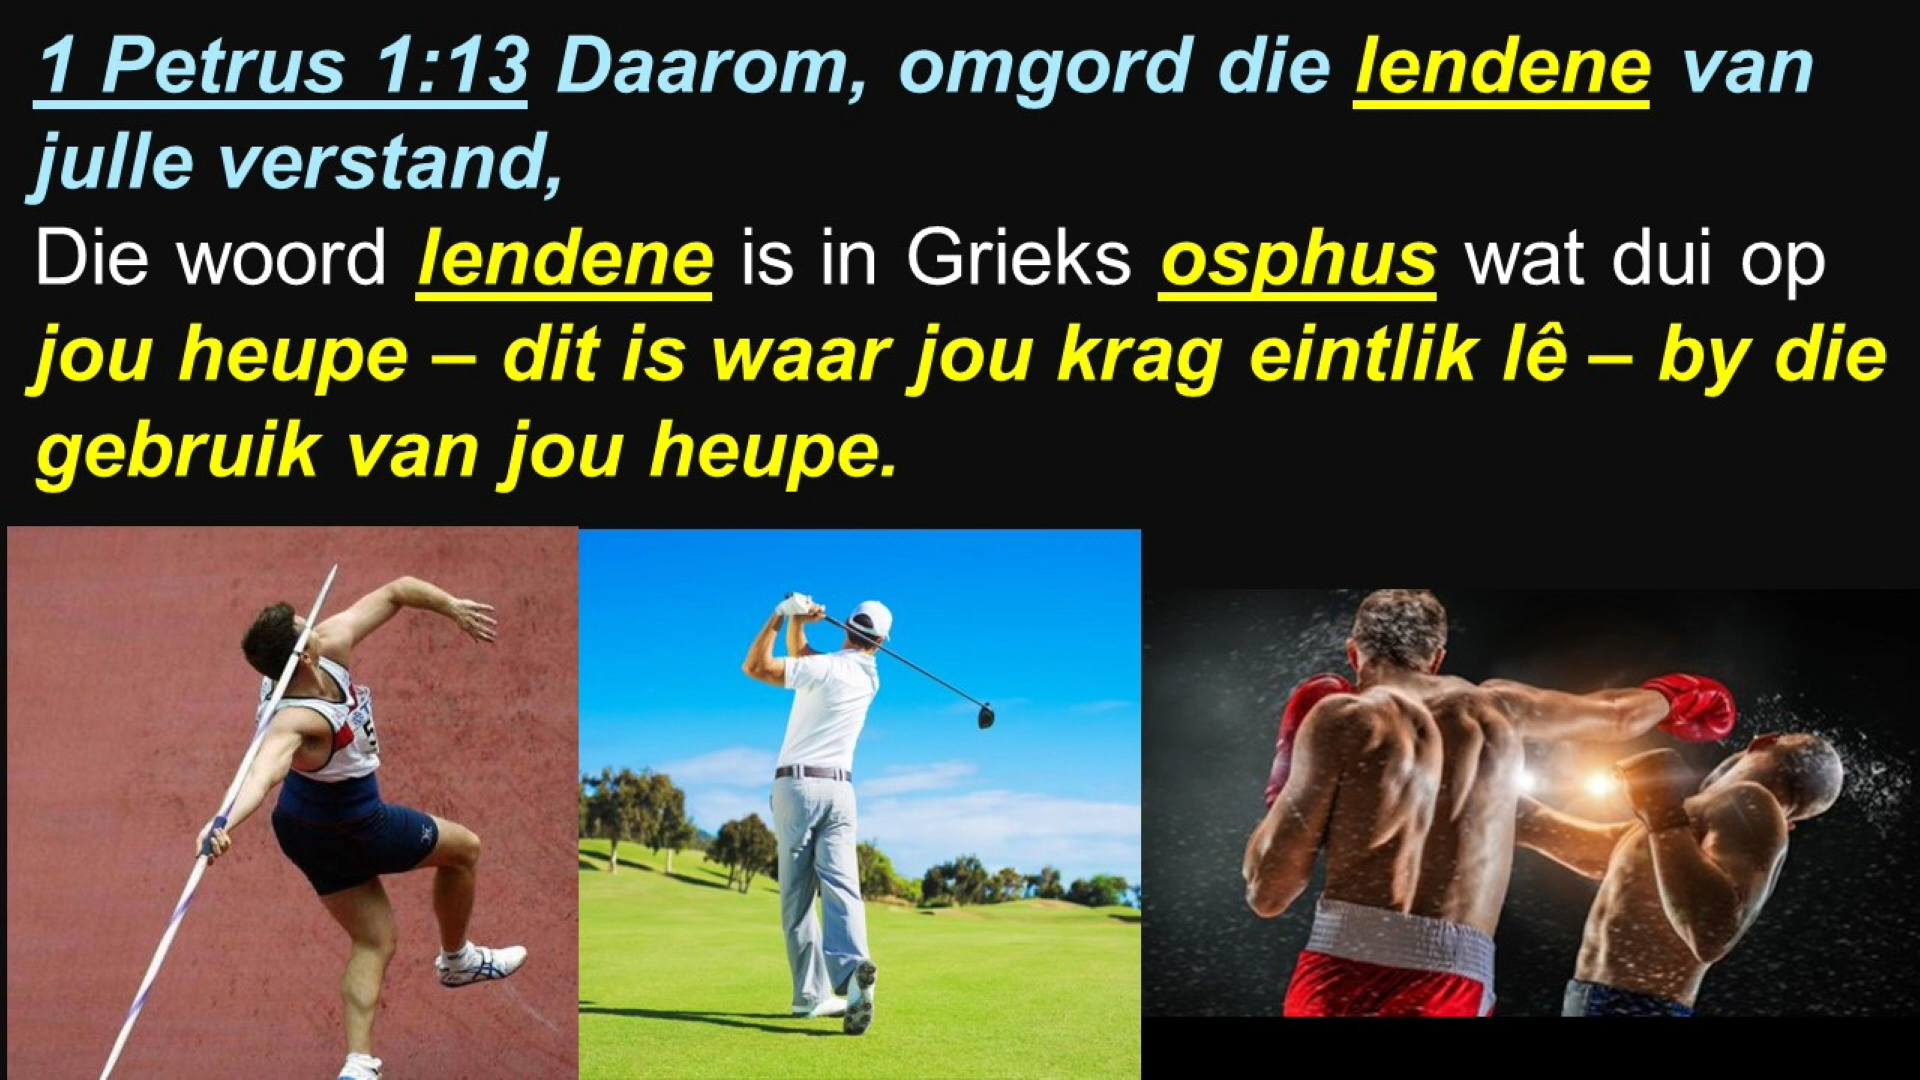 1 Petrus 1:13 Daarom, omgord die lendene van
julle verstand,
Die woord lendene is in Grieks osphus wat dui op
jou heupe – dit is waar jou krag eintlik lê – by die
gebruik van jou heupe.